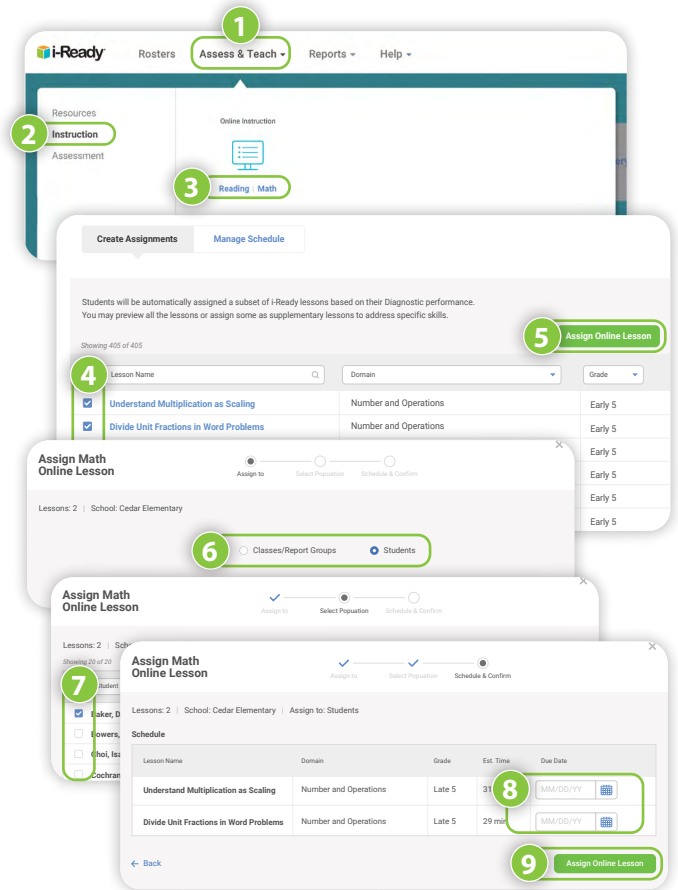 1
i-Ready Rosters Assess & Teach Reports Help
Resources
Online Instruction
2 Instruction
Assessment
3 Reading | Math
Create Assignments Manage Schedule
Students will be automatically assigned a subset of i-Ready lessons based on their Diagnostic performance.
You may preview all the lessons or assign some as supplementary lessons to address specific skills.
5 Assign Online Lesson
Showing 405 of 405
4 Lesson Name Domain Grade
Understand Multiplication as Scaling Number and Operations Early 5
Divide Unit Fractions in Word Problems Number and Operations Early 5
Early 5
Early 5
Early 5
Early 5
Assign Math
Online Lesson
Assign to Select Popuation Schedule & Confirm
Lessons: 2 | School: Cedar Elementary
6 Classes/Report Groups Students
Assign Math
Online Lesson
Assign to Select Popuation Schedule & Confirm
Lessons: 2 | Sch
Showing 20 of 20
7 Student
Baker, D
Bowers,
Choi, Isa
Cochran
Assign Math
Online Lesson
Assign to Select Popuation Schedule & Confirm
Lessons: 2 | School: Cedar Elementary | Assign to: Students
Schedule
Lesson Name Domain Grade Est. Time Due Date
8
Understand Multiplication as Scaling Number and Operations Late 5 31 MM/DD/YY
Divide Unit Fractions in Word Problems Number and Operations Late 5 29 min MM/DD/YY
← Back 9 Assign Online Lesson